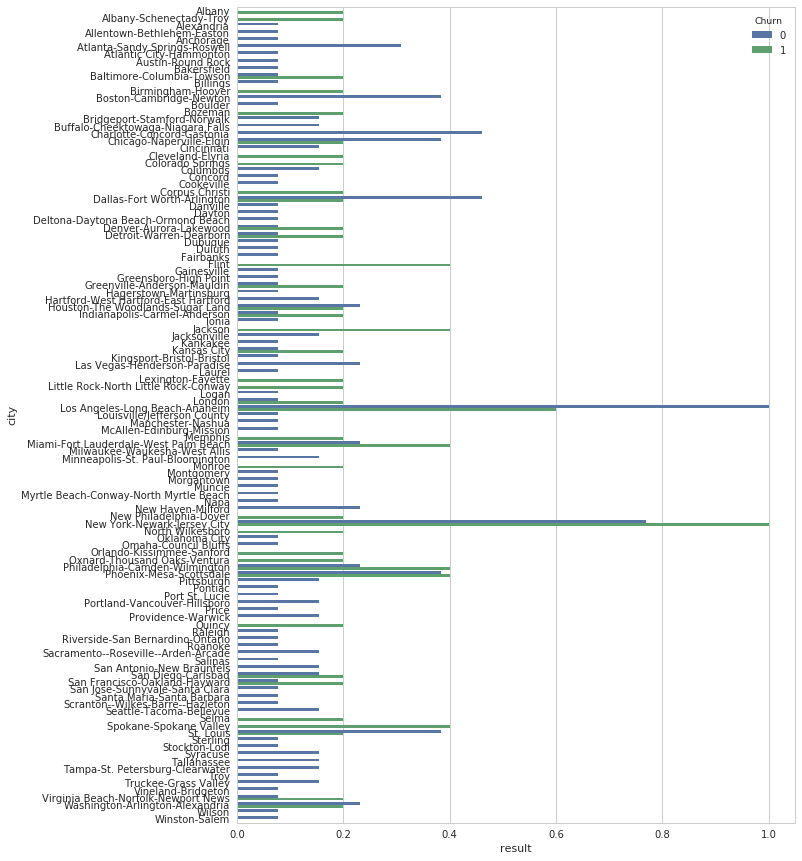 Albany
Albany-Schenectady-Troy
Alexandria
Allentown-Bethlehem-Easton
Anchorage
Atlanta-Sandy Springs-Roswell
Atlantic City-Hammonton
Austin-Round Rock
Bakersfield
Baltimore-Columbia-Towson
Billings
Birmingham-Hoover
Boston-Cambridge-Newton
Boulder
Bozeman
Bridgeport-Stamford-Norwalk
Buffalo-Cheektowaga-Niagara Falls
Charlotte-Concord-Gastonia
Chicago-Naperville-Elgin
Cincinnati
Cleveland-Elyria
Colorado Springs
Columbus
Concord
Cookeville
Corpus Christi
Dallas-Fort Worth-Arlington
Danville
Dayton
Deltona-Daytona Beach-Ormond Beach
Denver-Aurora-Lakewood
Detroit-Warren-Dearborn
Dubuque
Duluth
Fairbanks
Flint
Gainesville
Greensboro-High Point
Greenville-Anderson-Mauldin
Hagerstown-Martinsburg
Hartford-West Hartford-East Hartford
Houston-The Woodlands-Sugar Land
Indianapolis-Carmel-Anderson
Ionia
Jackson
Jacksonville
Kankakee
Kansas City
Kingsport-Bristol-Bristol
Las Vegas-Henderson-Paradise
Laurel
Lexington-Fayette
Little Rock-North Little Rock-Conway
Logan
London
Los Angeles-Long Beach-Anaheim
Louisville/Jefferson County
Manchester-Nashua
McAllen-Edinburg-Mission
Memphis
Miami-Fort Lauderdale-West Palm Beach
Milwaukee-Waukesha-West Allis
Minneapolis-St. Paul-Bloomington
Monroe
Montgomery
Morgantown
Muncie
Myrtle Beach-Conway-North Myrtle Beach
Napa
New Haven-Milford
New Philadelphia-Dover
New York-Newark-Jersey City
North Wilkesboro
Oklahoma City
Omaha-Council Bluffs
Orlando-Kissimmee-Sanford
Oxnard-Thousand Oaks-Ventura
Philadelphia-Camden-Wilmington
Phoenix-Mesa-Scottsdale
Pittsburgh
Pontiac
Port St. Lucie
Portland-Vancouver-Hillsboro
Price
Providence-Warwick
Quincy
Raleigh
Riverside-San Bernardino-Ontario
Roanoke
Sacramento--Roseville--Arden-Arcade
Salinas
San Antonio-New Braunfels
San Diego-Carlsbad
San Francisco-Oakland-Hayward
San Jose-Sunnyvale-Santa Clara
Santa Maria-Santa Barbara
Scranton--Wilkes-Barre--Hazleton
Seattle-Tacoma-Bellevue
Selma
Spokane-Spokane Valley
St. Louis
Sterling
Stockton-Lodi
Syracuse
Tallahassee
Tampa-St. Petersburg-Clearwater
Troy
Truckee-Grass Valley
Vineland-Bridgeton
Virginia Beach-Norfolk-Newport News
Washington-Arlington-Alexandria
Wilson
Winston-Salem
city
0.0 0.2 0.4 0.6 0.8 1.0
result
Churn
0
1